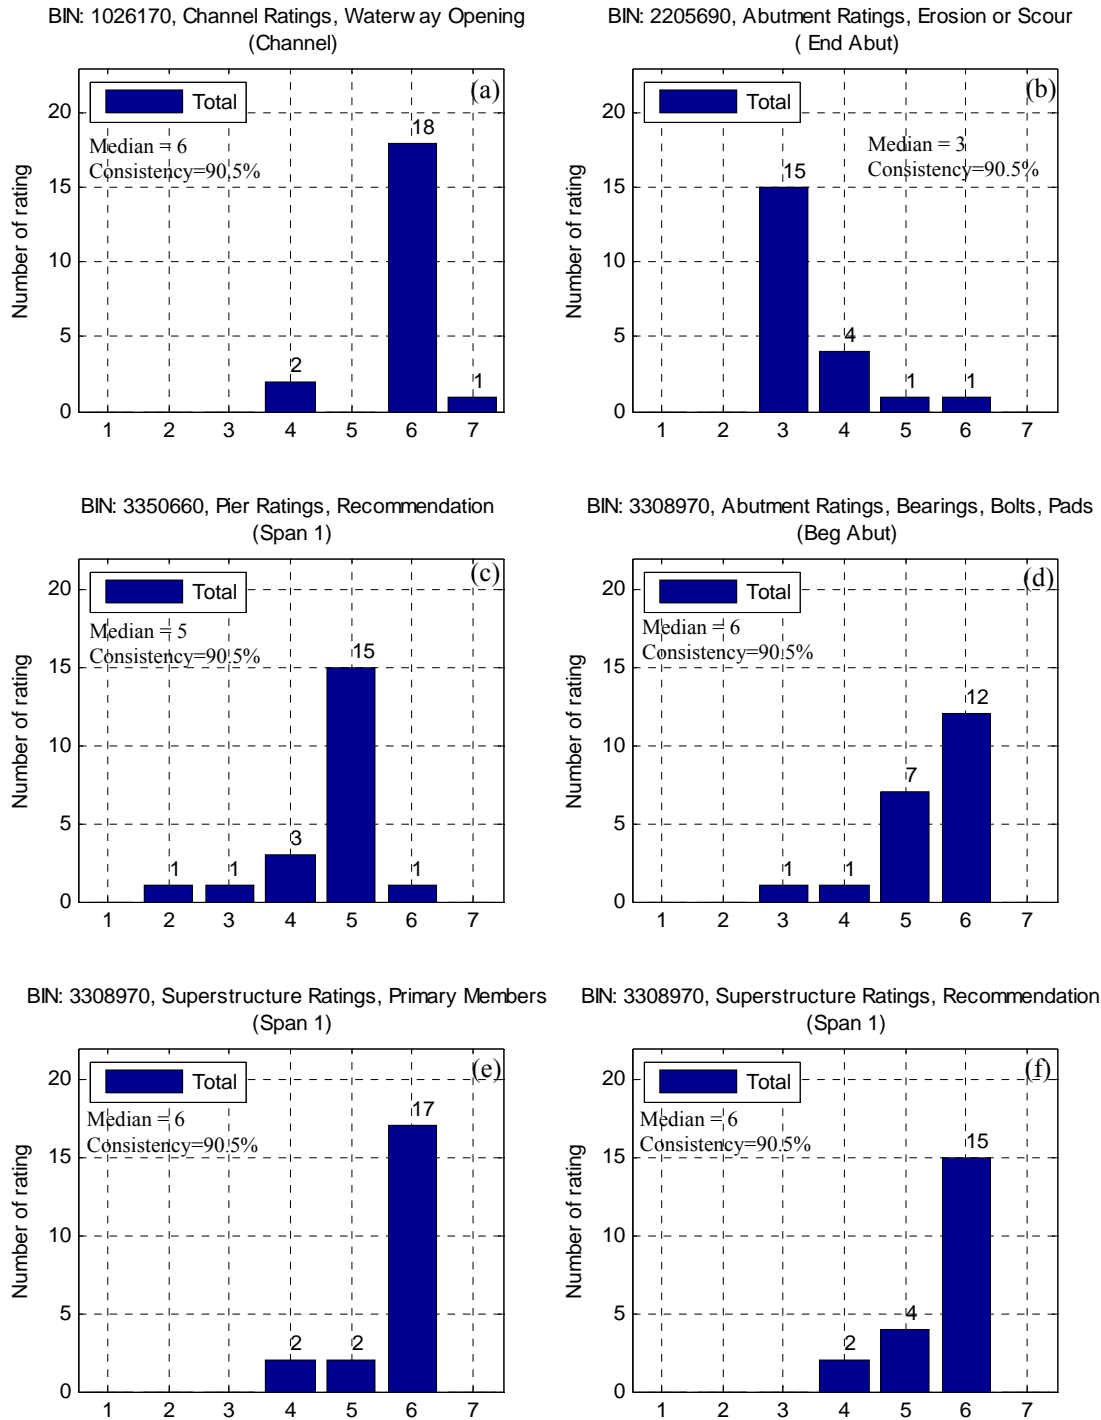 BIN: 1026170, Channel Ratings, Waterway Opening
(Channel)
(a)
Total
Median = 6
Consistency=90.5%
Number of rating
20
15
10
5
0
2
18
1
1 2 3 4 5 6 7
BIN: 2205690, Abutment Ratings, Erosion or Scour
( End Abut)
(b)
Total
Median = 3
Consistency=90.5%
Number of rating
20
15
10
5
0
15
4
1
1
1 2 3 4 5 6 7
BIN: 3350660, Pier Ratings, Recommendation
(Span 1)
(c)
Total
Median = 5
Consistency=90.5%
Number of rating
20
15
10
5
0
1
1
3
15
1
1 2 3 4 5 6 7
BIN: 3308970, Abutment Ratings, Bearings, Bolts, Pads
(Beg Abut)
(d)
Total
Median = 6
Consistency=90.5%
Number of rating
20
15
10
5
0
1
1
7
12
1 2 3 4 5 6 7
BIN: 3308970, Superstructure Ratings, Primary Members
(Span 1)
(e)
Total
Median = 6
Consistency=90.5%
Number of rating
20
15
10
5
0
2
2
17
1 2 3 4 5 6 7
BIN: 3308970, Superstructure Ratings, Recommendation
(Span 1)
(f)
Total
Median = 6
Consistency=90.5%
Number of rating
20
15
10
5
0
2
4
15
1 2 3 4 5 6 7